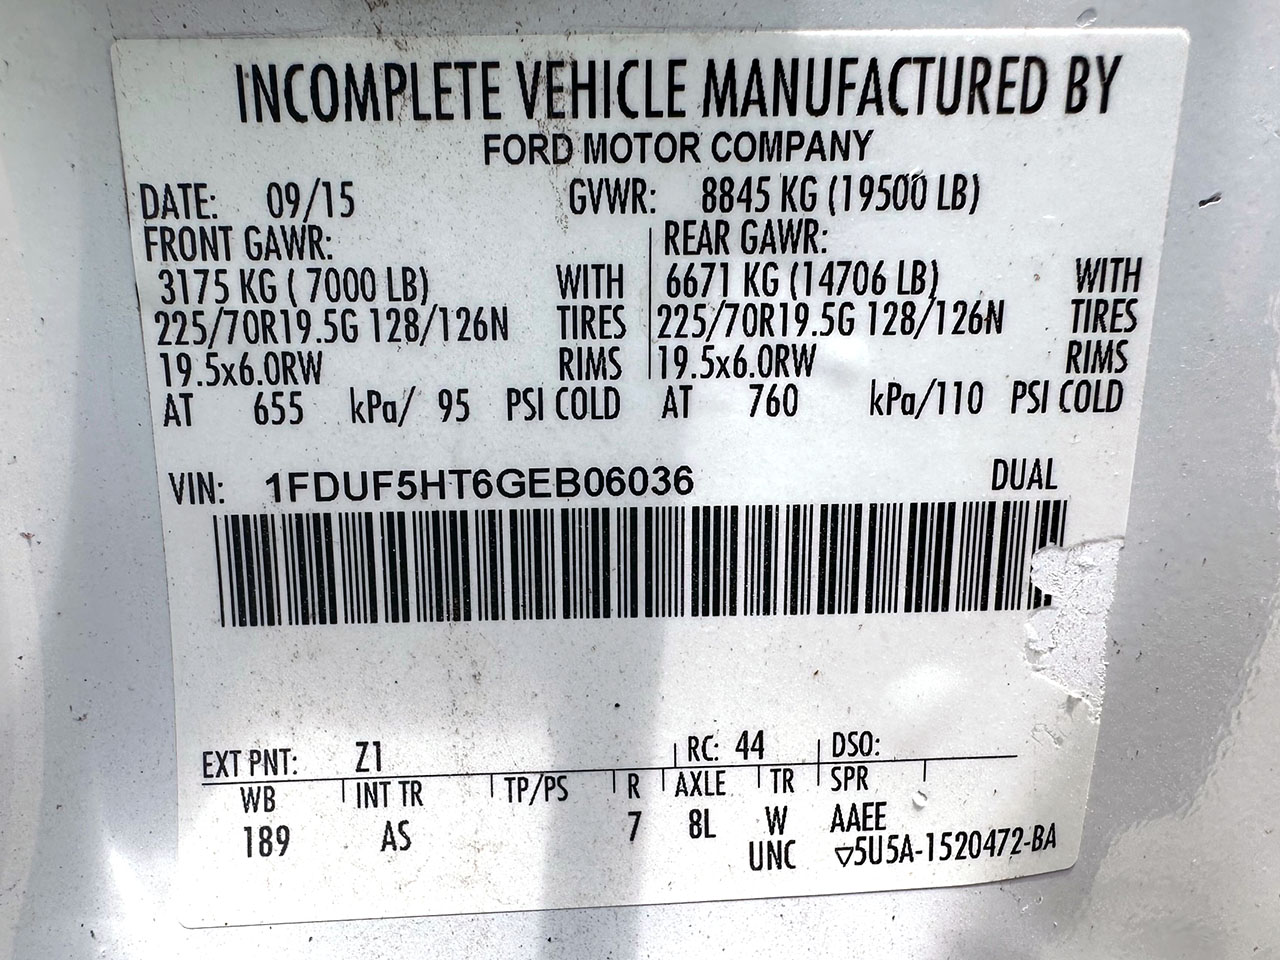 INCOMPLETE VEHICLE MANUFACTURED BY
FORD MOTOR COMPANY
DATE: 09/15 GVWR: 8845 KG (19500 LB)
FRONT GAWR: REAR GAWR:
3175 KG (7000 LB) WITH 6671 KG (14706 LB) WITH
225/70R19.5G 128/126N TIRES 225/70R19.5G 128/126N TIRES
19.5x6.0RW RIMS 19.5x6.0RW RIMS
AT 655 kPa/ 95 PSI COLD AT 760 kPa/110 PSI COLD
VIN: 1FDUF5HT6GEB06036 DUAL
EXT PNT: Z1 RC: 44 DSO:
WB INT TR TP/PS R AXLE TR SPR
189 AS 7 8L W AAEE
UNC ▽5U5A-1520472-BA